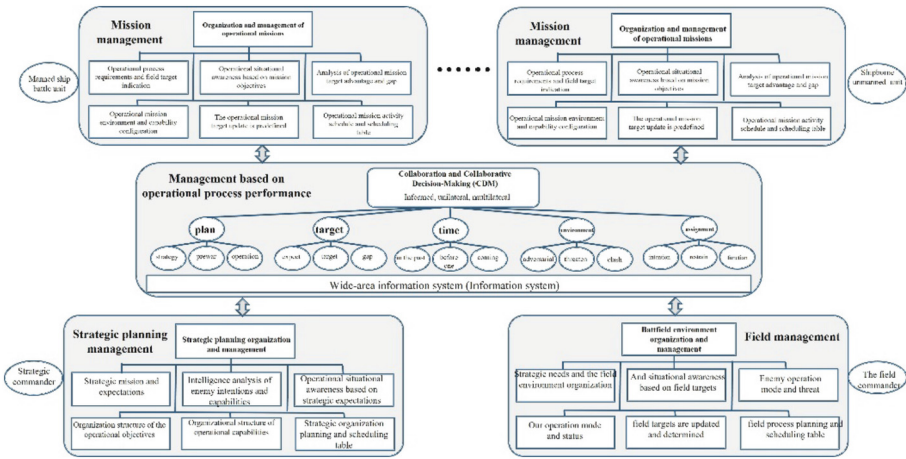 Mission
management
Organization and management of
operational missions
Operational process
requirements and field target
indication
Operational situational
awareness based on mission
objectives
Analysis of operational mission
target advantage and gap
Operational mission
environment and capability
configuration
The operational mission
target update is predefined
Operational mission activity
schedule and scheduling
table
Manned ship
battle unit
Mission
management
Organization and management
of operational missions
Operational process
requirements and field target
indication
Operational situational
awareness based on mission
objectives
Analysis of operational
mission target advantage and
gap
Operational mission environment
and capability configuration
The operational mission
target update is predefined
Operational mission activity
schedule and scheduling table
Shipborne
unmanned unit
Management based on
operational process performance
Collaboration and Collaborative
Decision-Making (CDM)
Informed, unilateral, multilateral
plan
target
time
environment
assignment
strategy
operation
expect
target
gap
in the past
before
coming
adversarial
clash
Wide-area information system (Information system)
Strategic planning
management
Strategic planning organization
and management
Strategic mission and
expectations
Intelligence analysis of
enemy intentions and
capabilities
Operational situational
awareness based on
strategic expectations
Organization structure of the
operational objectives
Organizational structure of
operational capabilities
Strategic organization
planning and scheduling
table
Strategic
commander
Battlfield environment
organization and
management
Field management
Strategic needs and the field
environment organization
And situational awareness
based on field targets
Enemy operation
mode and threat
Our operation mode and
status
field targets are updated
and determined
field process planning and
scheduling table
The field
commander